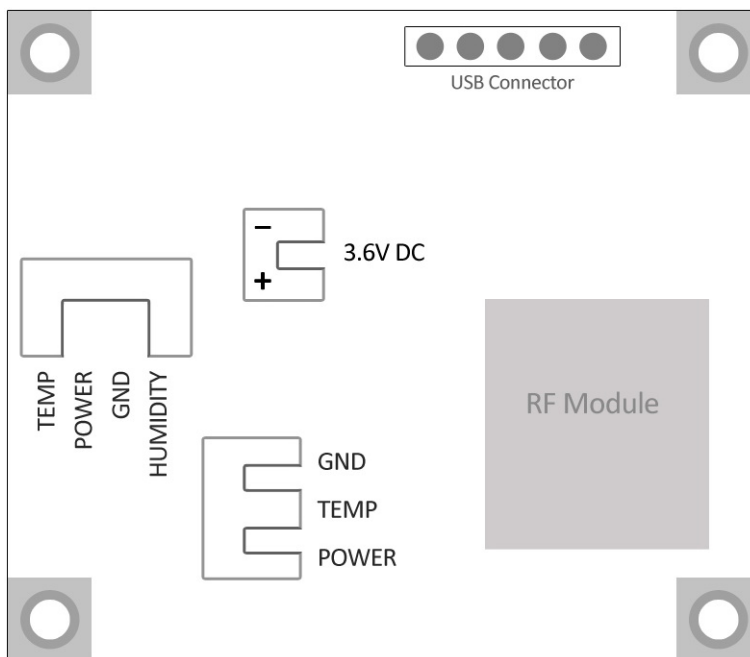 USB Connector
−
+
3.6V DC
TEMP
POWER
GND
HUMIDITY
RF Module
GND
TEMP
POWER